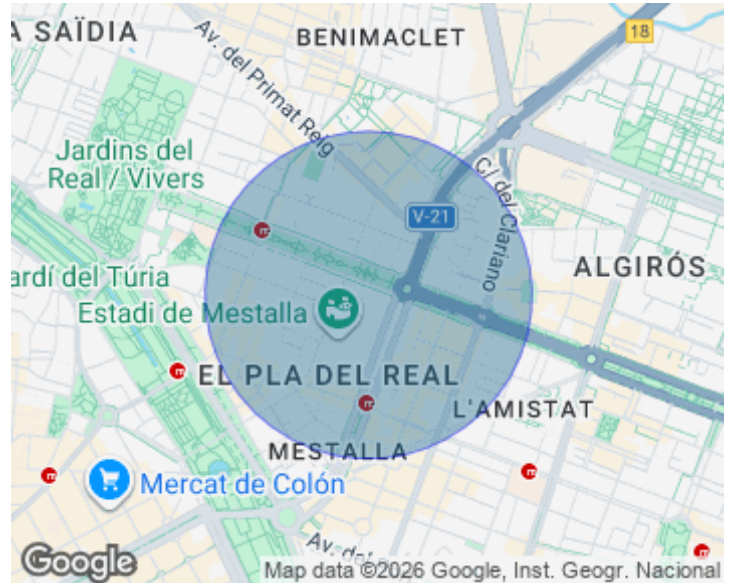 A SAÏDIA
BENIMACLET
18
Av. del Primat Reig
Jardins del
Real / Vivers
C/ del Clariano
V-21
ALGIRÓS
ardí del Túria
Estadi de Mestalla
EL PLA DEL REAL
L'AMISTAT
MESTALLA
Mercat de Colón
Av. del
Google
Map data ©2026 Google, Inst. Geogr. Nacional